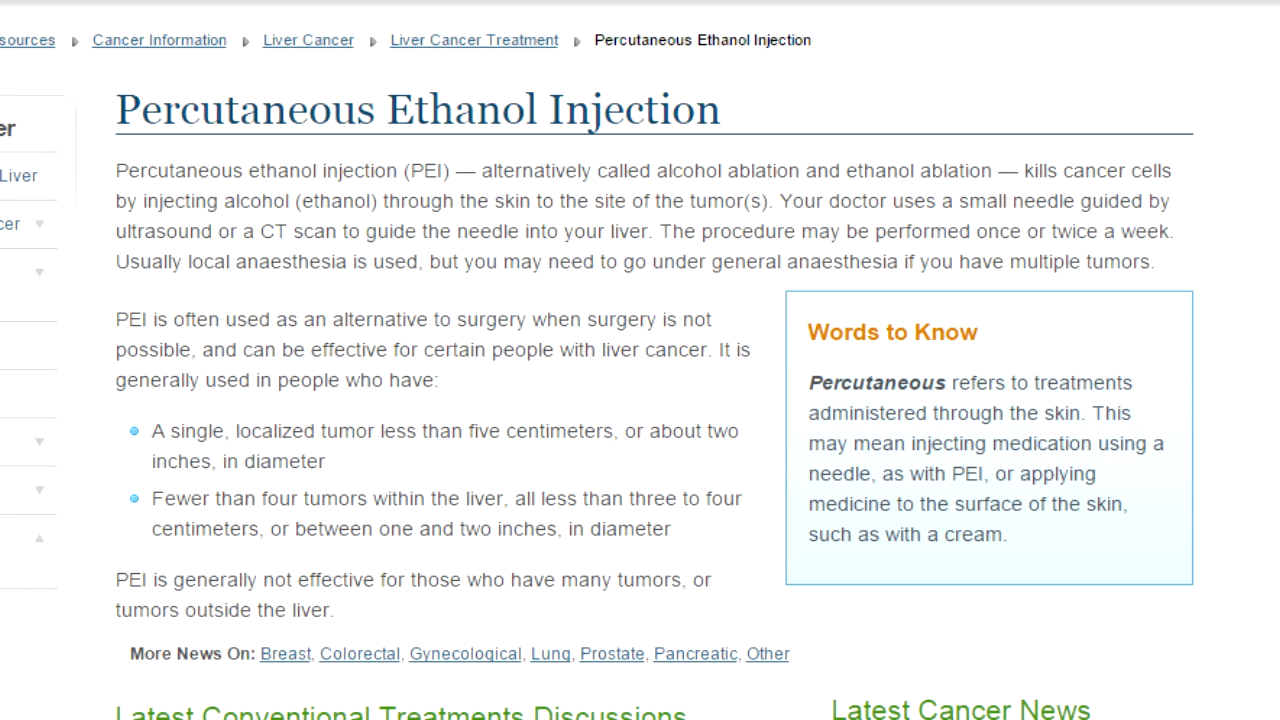 sources Cancer Information Liver Cancer Liver Cancer Treatment Percutaneous Ethanol Injection
er
Liver
cer
Percutaneous Ethanol Injection
Percutaneous ethanol injection (PEI) — alternatively called alcohol ablation and ethanol ablation — kills cancer cells
by injecting alcohol (ethanol) through the skin to the site of the tumor(s). Your doctor uses a small needle guided by
ultrasound or a CT scan to guide the needle into your liver. The procedure may be performed once or twice a week.
Usually local anaesthesia is used, but you may need to go under general anaesthesia if you have multiple tumors.
PEI is often used as an alternative to surgery when surgery is not
possible, and can be effective for certain people with liver cancer. It is
generally used in people who have:
A single, localized tumor less than five centimeters, or about two
inches, in diameter
Fewer than four tumors within the liver, all less than three to four
centimeters, or between one and two inches, in diameter
PEI is generally not effective for those who have many tumors, or
tumors outside the liver.
Words to Know
Percutaneous refers to treatments
administered through the skin. This
may mean injecting medication using a
needle, as with PEI, or applying
medicine to the surface of the skin,
such as with a cream.
More News On: Breast, Colorectal, Gynecological, Lung, Prostate, Pancreatic, Other
Latest Conventional Treatments Discussions
Latest Cancer News